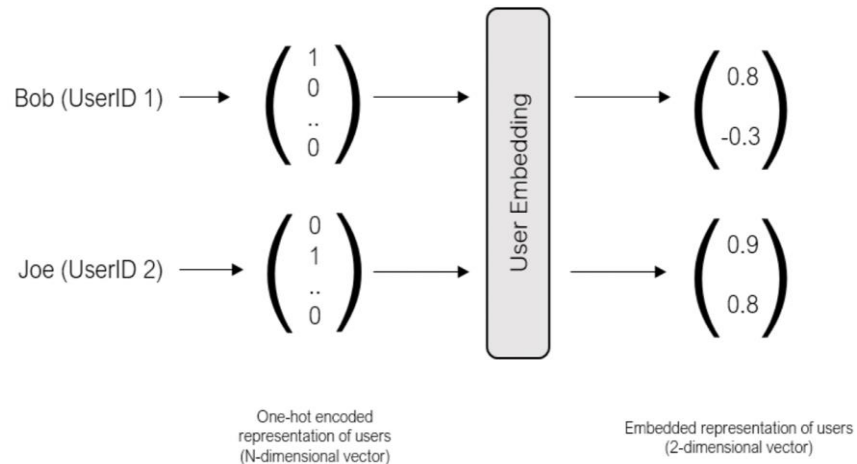 Bob (UserID 1)
1
0
..
0
User Embedding
0.8
-0.3
Joe (UserID 2)
0
1
..
0
0.9
0.8
One-hot encoded
representation of users
(N-dimensional vector)
Embedded representation of users
(2-dimensional vector)